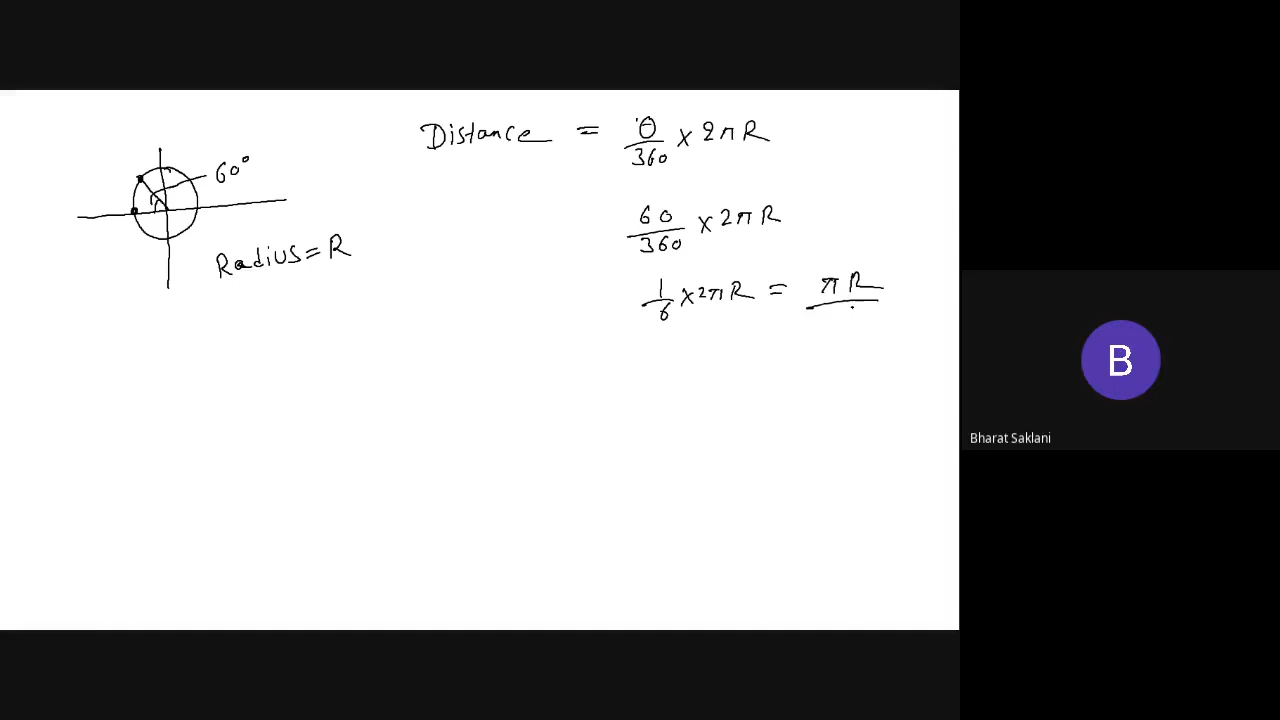 Distance = θ/360 × 2πR
60°
60/360 × 2πR
Radius = R
1/6 × 2πR = πR
B
Bharat Saklani